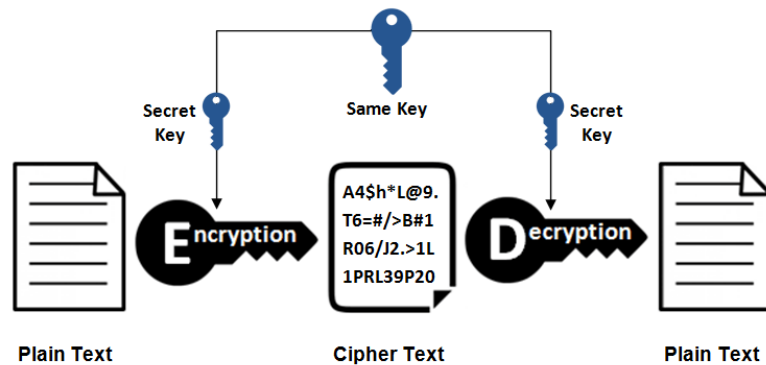 Secret
Key
Same Key
Secret
Key
Encryption
A4$h*L@9.
T6=#/>B#1
R06/J2.>1L
1PRL39P20
Decryption
Plain Text
Cipher Text
Plain Text